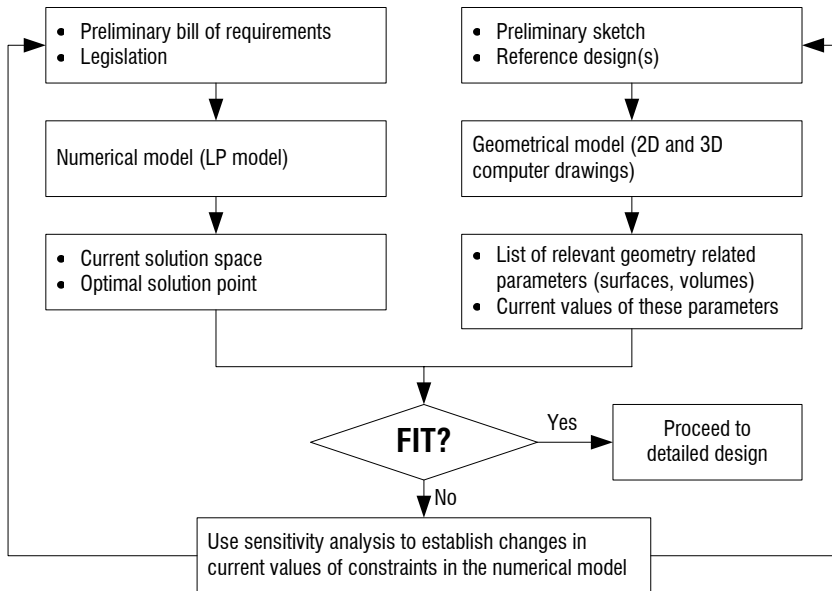 • Preliminary bill of requirements
• Legislation
• Preliminary sketch
• Reference design(s)
Numerical model (LP model)
Geometrical model (2D and 3D
computer drawings)
• Current solution space
• Optimal solution point
• List of relevant geometry related
parameters (surfaces, volumes)
• Current values of these parameters
FIT?
Yes
Proceed to
detailed design
No
Use sensitivity analysis to establish changes in
current values of constraints in the numerical model